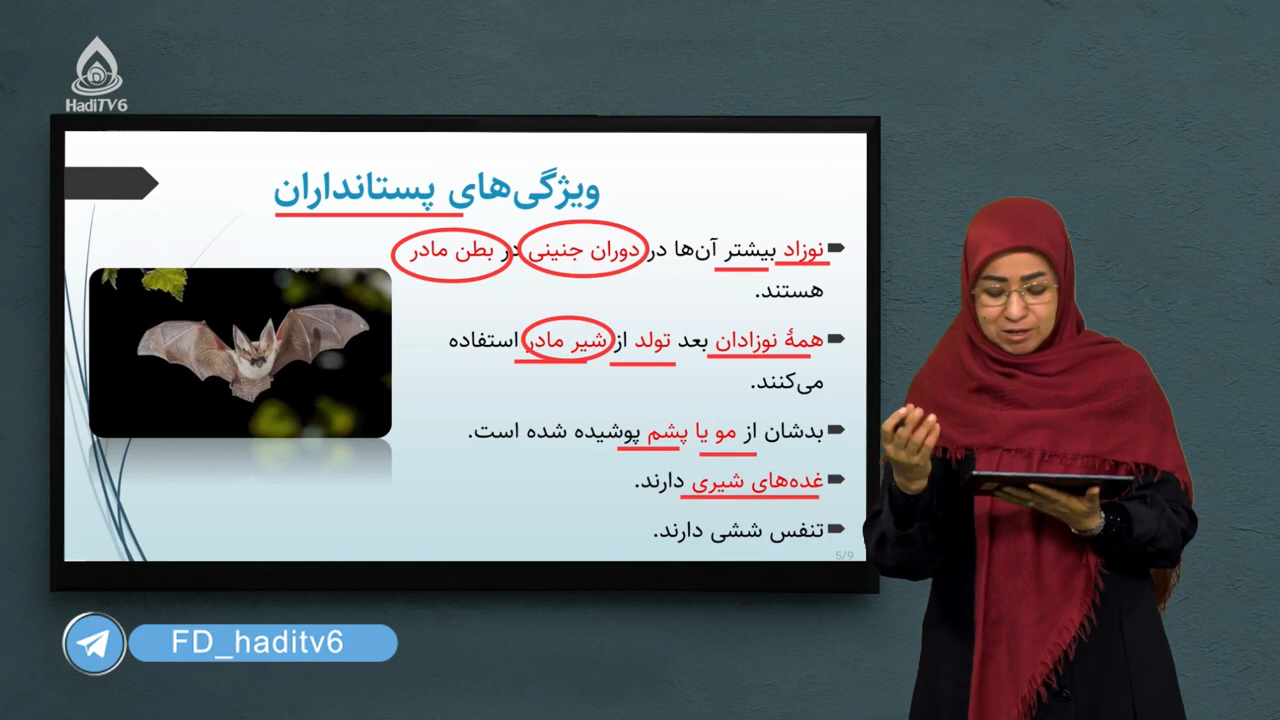 HadiTV6
ویژگی‌های پستانداران
نوزاد بیشتر آن‌ها در دوران جنینی در بطن مادر
هستند.
همهٔ نوزادان بعد تولد از شیر مادر استفاده
می‌کنند.
بدشان از مو یا پشم پوشیده شده است.
غده‌های شیری دارند.
تنفس ششی دارند.
5/9
FD_haditv6